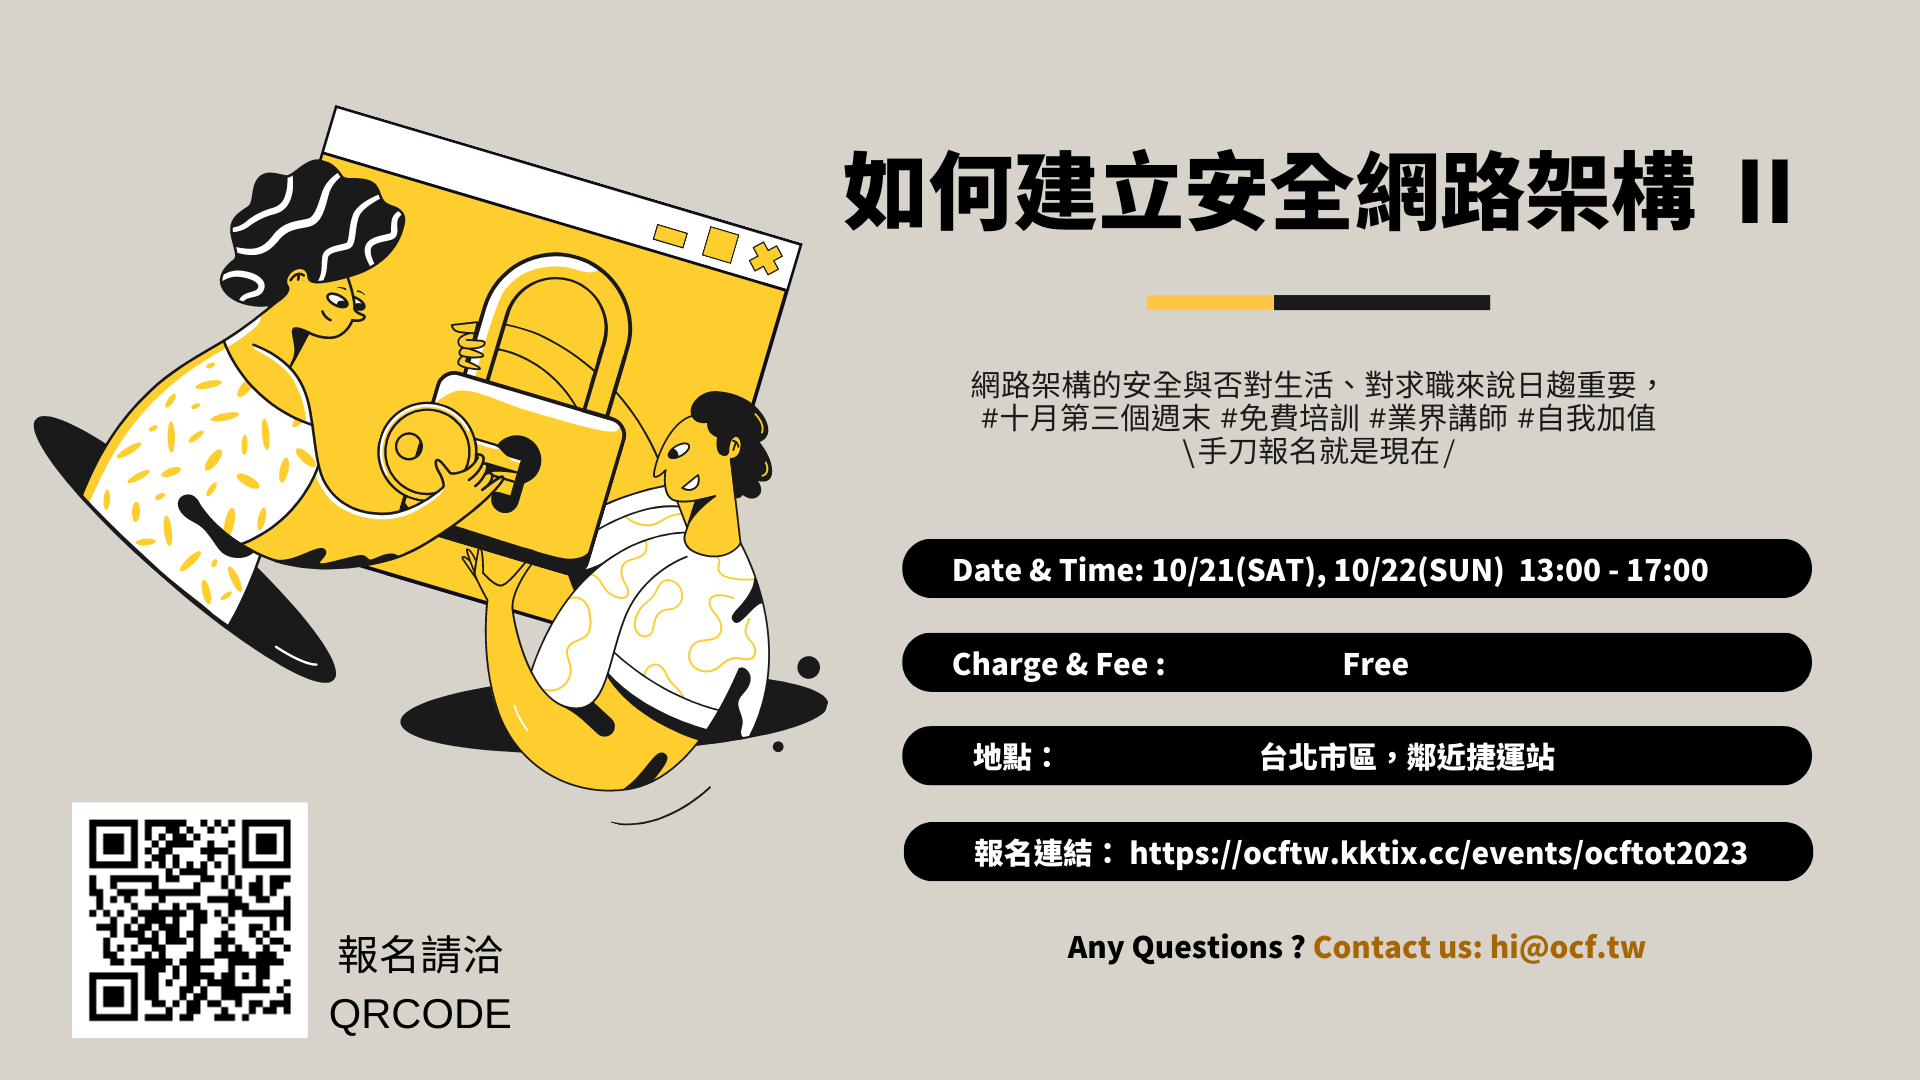 如何建立安全網路架構 II
網路架構的安全與否對生活、對求職來說日趨重要，
#十月第三個週末 #免費培訓 #業界講師 #自我加值
\手刀報名就是現在/
Date & Time: 10/21(SAT), 10/22(SUN) 13:00 - 17:00
Charge & Fee : Free
地點： 台北市區，鄰近捷運站
報名連結： https://ocftw.kktix.cc/events/ocftot2023
Any Questions ? Contact us: hi@ocf.tw
報名請洽
QRCODE